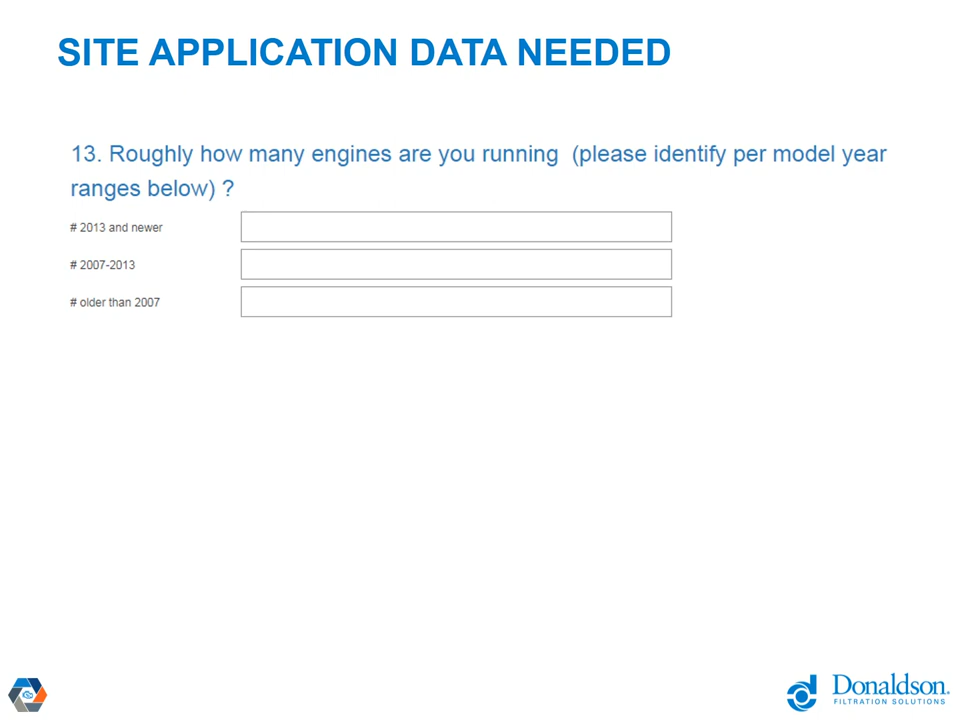 SITE APPLICATION DATA NEEDED
13. Roughly how many engines are you running (please identify per model year
ranges below) ?
# 2013 and newer
# 2007-2013
# older than 2007
Donaldson.
FILTRATION SOLUTIONS